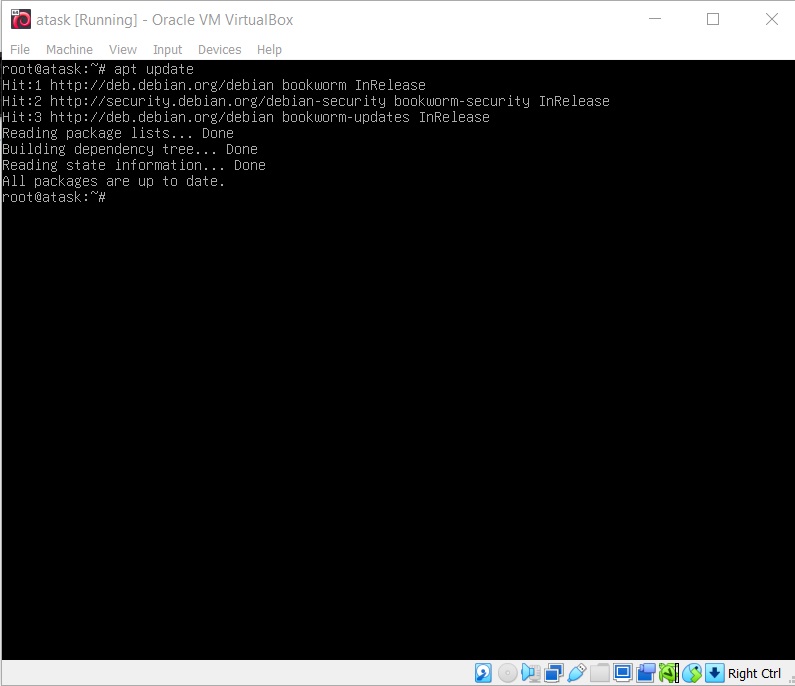 atask [Running] - Oracle VM VirtualBox
File Machine View Input Devices Help
root@atask:~# apt update
Hit:1 http://deb.debian.org/debian bookworm InRelease
Hit:2 http://security.debian.org/debian-security bookworm-security InRelease
Hit:3 http://deb.debian.org/debian bookworm-updates InRelease
Reading package lists... Done
Building dependency tree... Done
Reading state information... Done
All packages are up to date.
root@atask:~#
Right Ctrl